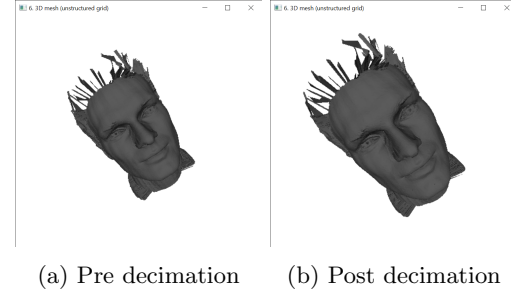 6. 3D mesh (unstructured grid)
6. 3D mesh (unstructured grid)
(a) Pre decimation
(b) Post decimation